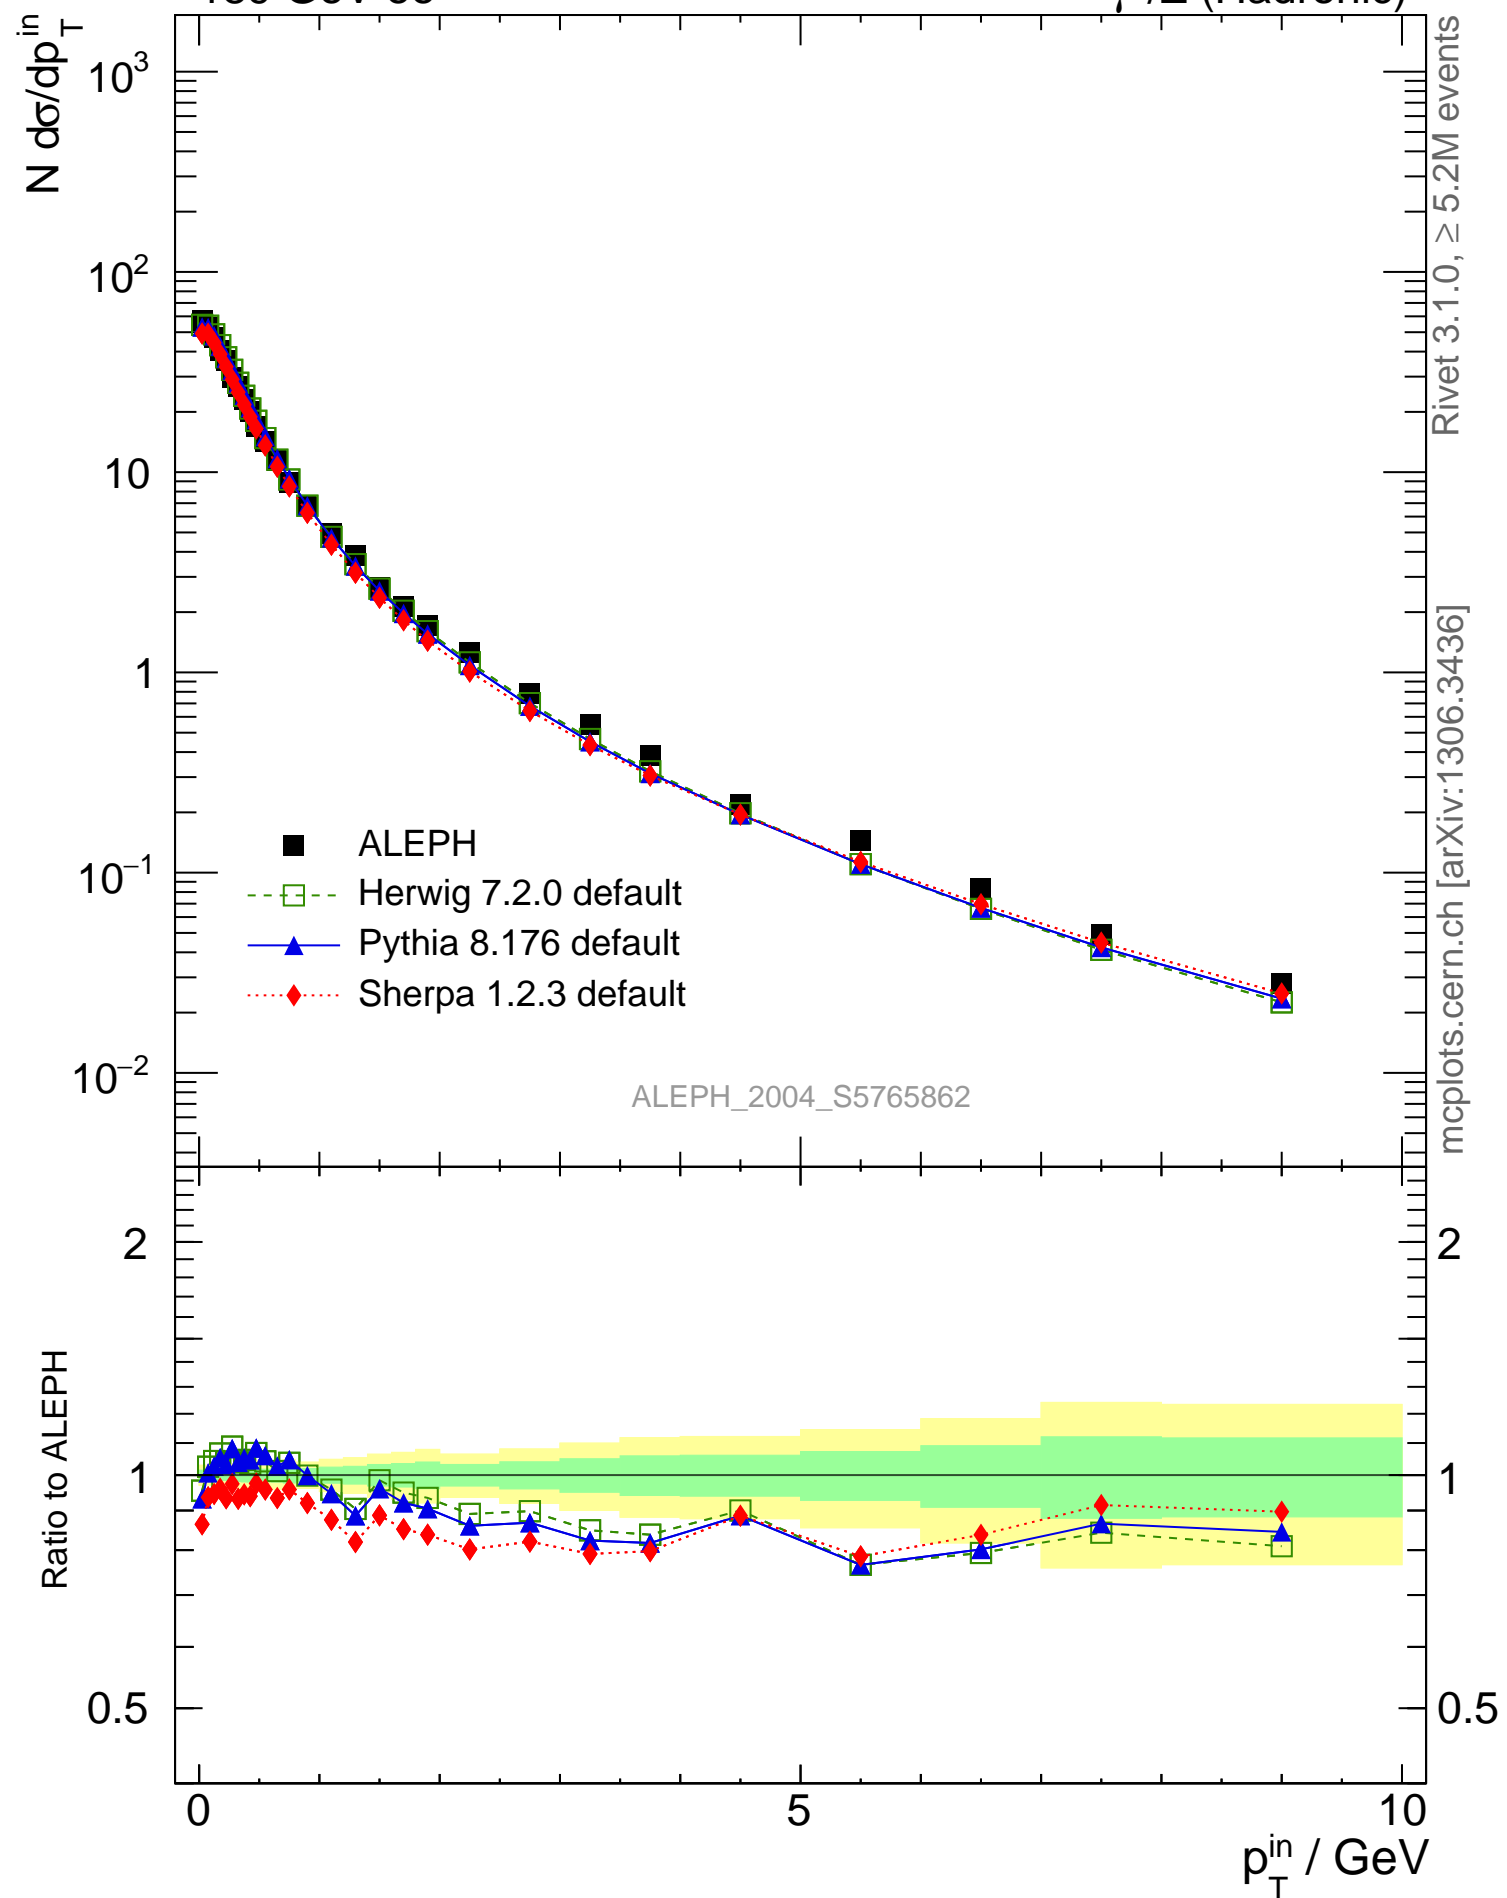 N dσ/dp_T^in
10^3
10^2
10
1
10^−1
10^−2
ALEPH
Herwig 7.2.0 default
Pythia 8.176 default
Sherpa 1.2.3 default
ALEPH_2004_S5765862
Rivet 3.1.0, ≥ 5.2M events
mcplots.cern.ch [arXiv:1306.3436]
Ratio to ALEPH
2
1
0.5
2
1
0.5
0 5 10
p_T^in / GeV